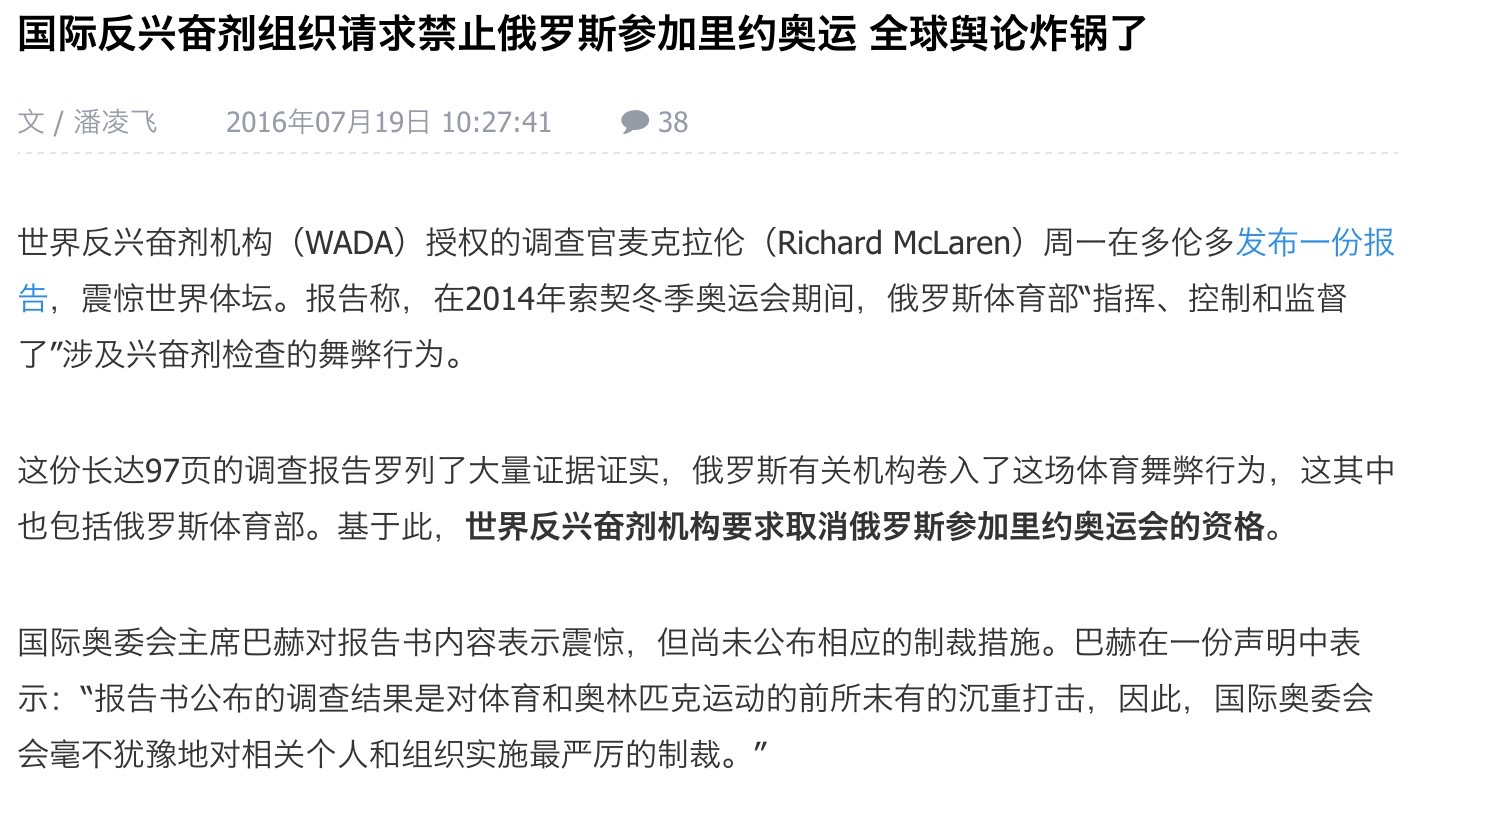 国际反兴奋剂组织请求禁止俄罗斯参加里约奥运 全球舆论炸锅了
文 / 潘凌飞 2016年07月19日 10:27:41 38
世界反兴奋剂机构（WADA）授权的调查官麦克拉伦（Richard McLaren）周一在多伦多发布一份报
告，震惊世界体坛。报告称，在2014年索契冬季奥运会期间，俄罗斯体育部“指挥、控制和监督
了”涉及兴奋剂检查的舞弊行为。
这份长达97页的调查报告罗列了大量证据证实，俄罗斯有关机构卷入了这场体育舞弊行为，这其中
也包括俄罗斯体育部。基于此，世界反兴奋剂机构要求取消俄罗斯参加里约奥运会的资格。
国际奥委会主席巴赫对报告书内容表示震惊，但尚未公布相应的制裁措施。巴赫在一份声明中表
示：“报告书公布的调查结果是对体育和奥林匹克运动的前所未有的沉重打击，因此，国际奥委会
会毫不犹豫地对相关个人和组织实施最严厉的制裁。”